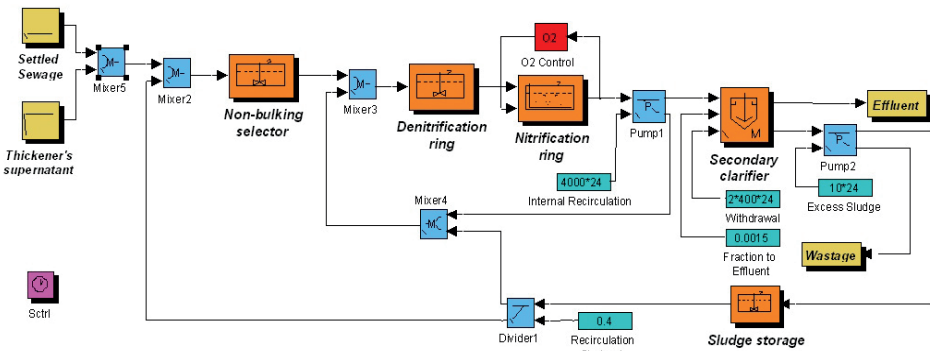 Settled
Sewage
M
Mixer5
M
Mixer2
Non-bulking
selector
M
Mixer3
Denitrification
ring
O2
O2 Control
Nitrification
ring
P
Pump1
4000*24
Internal Recirculation
M
Secondary
clarifier
Effluent
P
Pump2
10*24
Excess Sludge
2*400*24
Withdrawal
0.0015
Fraction to
Effluent
Wastage
Thickener's
supernatant
Mixer4
M
Sctrl
Divider1
0.4
Recirculation
Sludge storage